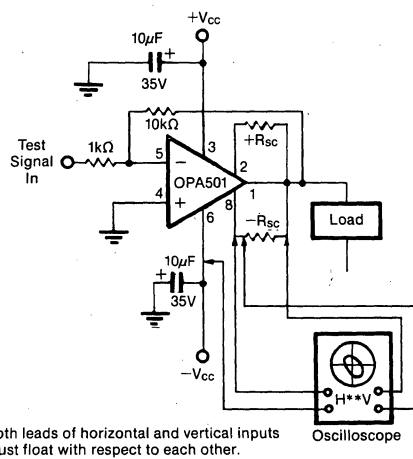 +Vcc
10µF +
35V
10kΩ
+Rsc
Test
Signal
In
1kΩ
5
−
3
2
OPA501
1
4
+
8
6
−Rsc
Load
+ 10µF
35V
−Vcc
H**V
Oscilloscope
oth leads of horizontal and vertical inputs
ust float with respect to each other.